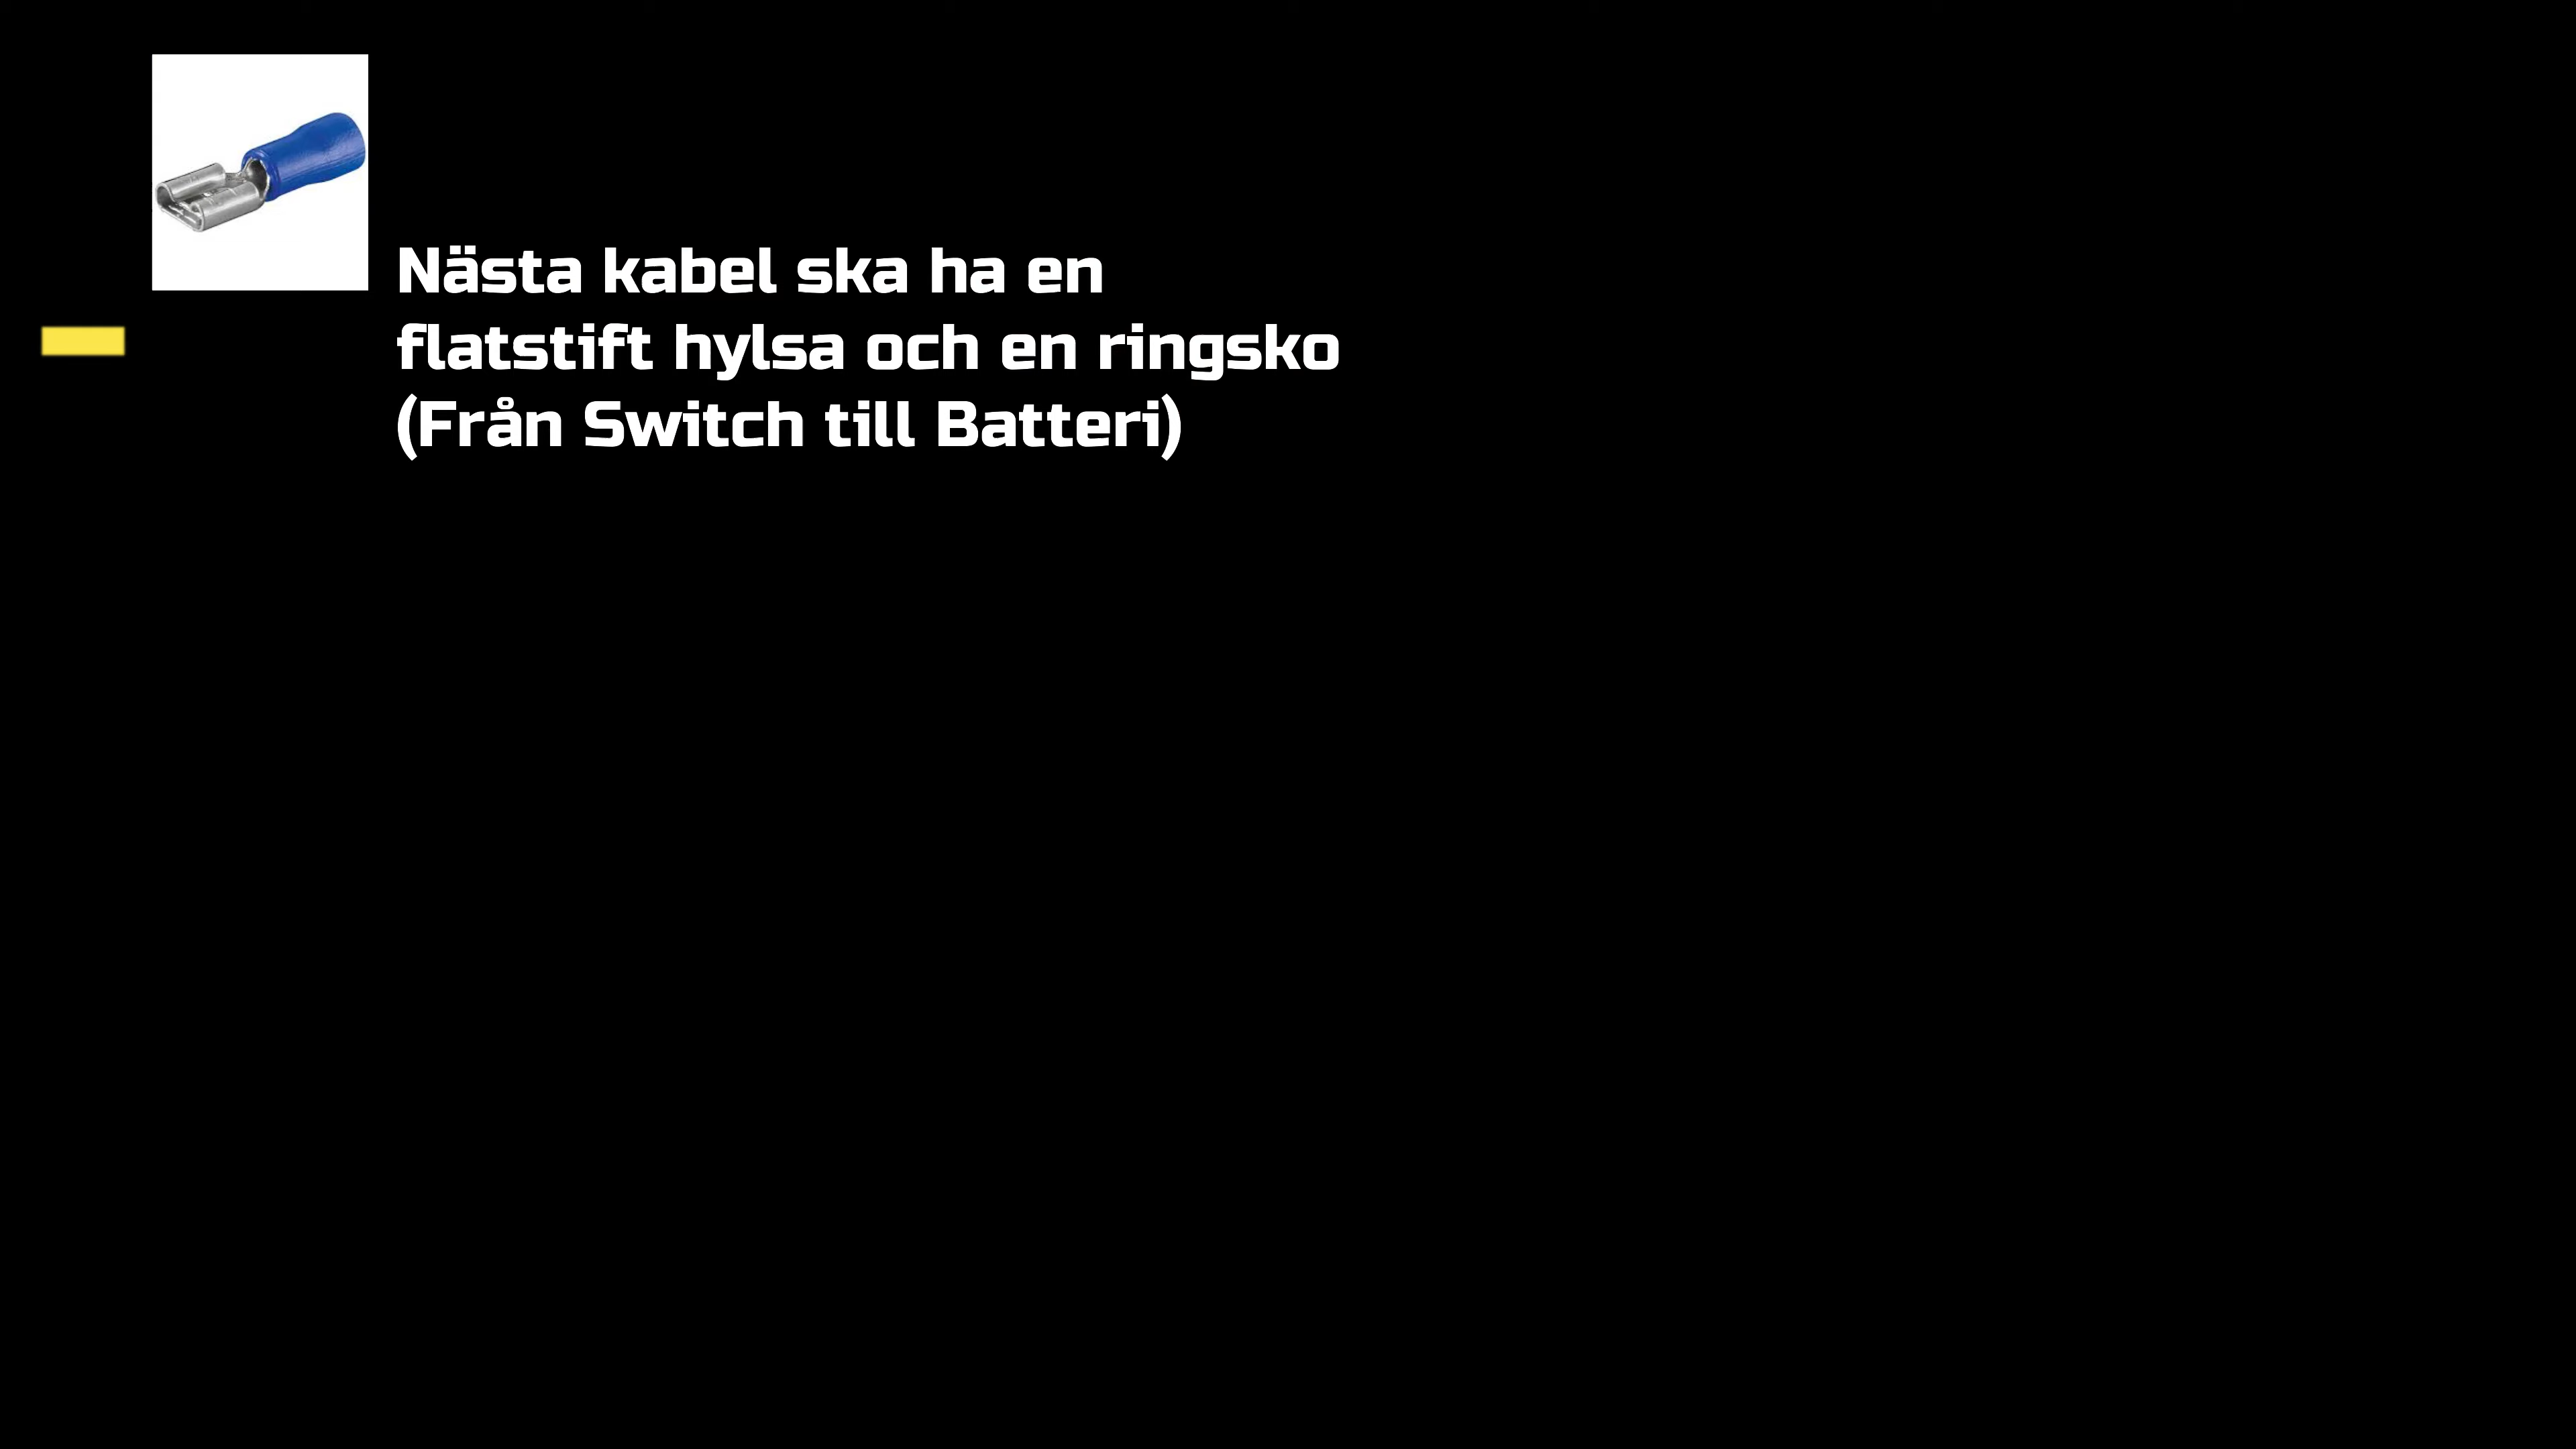 Nästa kabel ska ha en
flatstift hylsa och en ringsko
(Från Switch till Batteri)